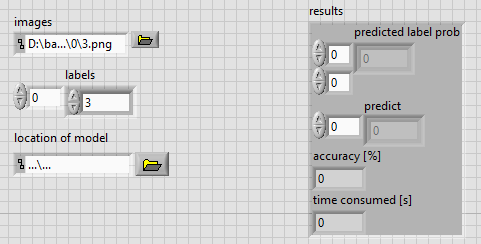 images
D:\ba...\0\3.png
labels
0
3
location of model
...\...
results
predicted label prob
0
0
0
predict
0
0
accuracy [%]
0
time consumed [s]
0